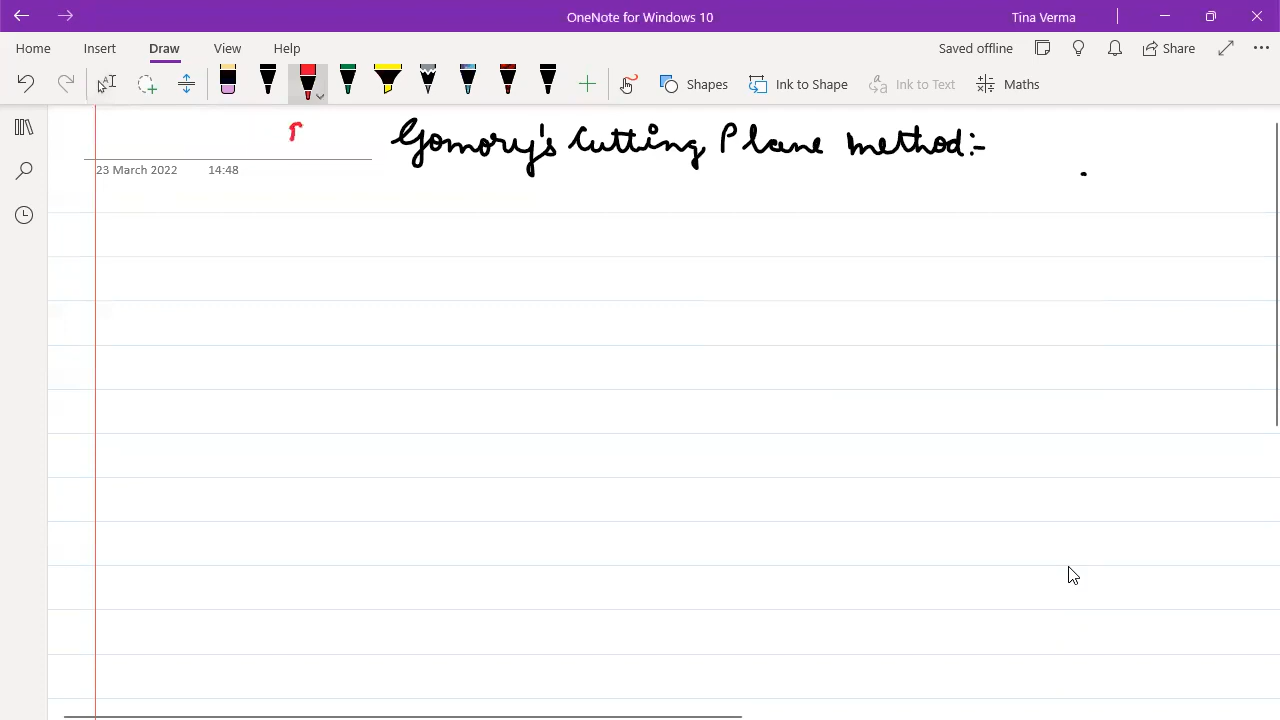 OneNote for Windows 10
Tina Verma
Home Insert Draw View Help
Saved offline
Share
Shapes
Ink to Shape
Ink to Text
Maths
Gomory's Cutting Plane method:-
23 March 2022 14:48